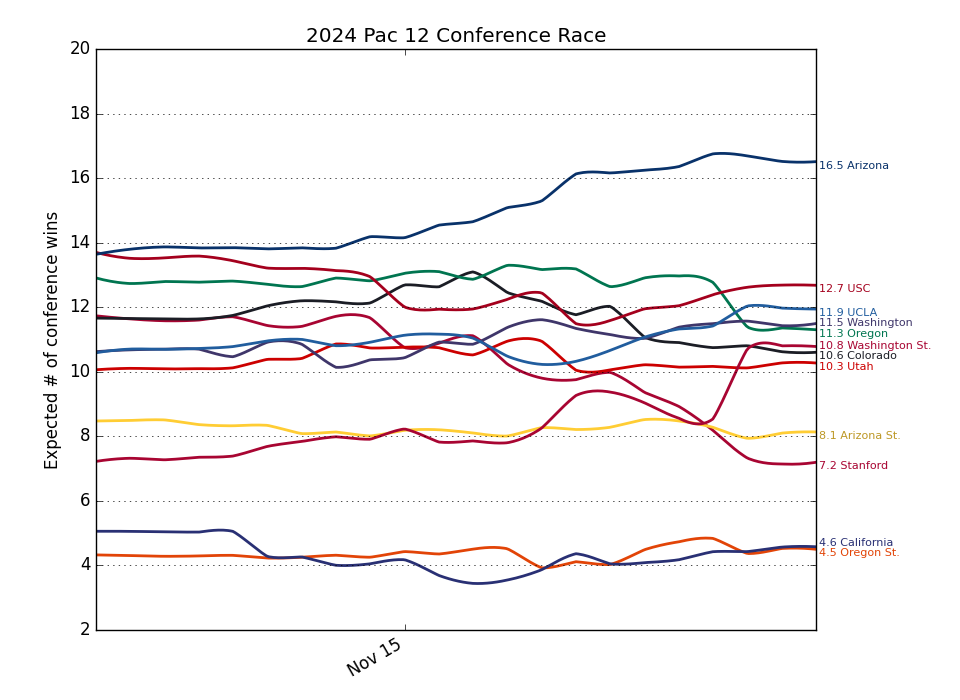 2024 Pac 12 Conference Race
Expected # of conference wins
20
18
16
14
12
10
8
6
4
2
Nov 15
16.5 Arizona
12.7 USC
11.9 UCLA
11.5 Washington
11.3 Oregon
10.8 Washington St.
10.6 Colorado
10.3 Utah
8.1 Arizona St.
7.2 Stanford
4.6 California
4.5 Oregon St.